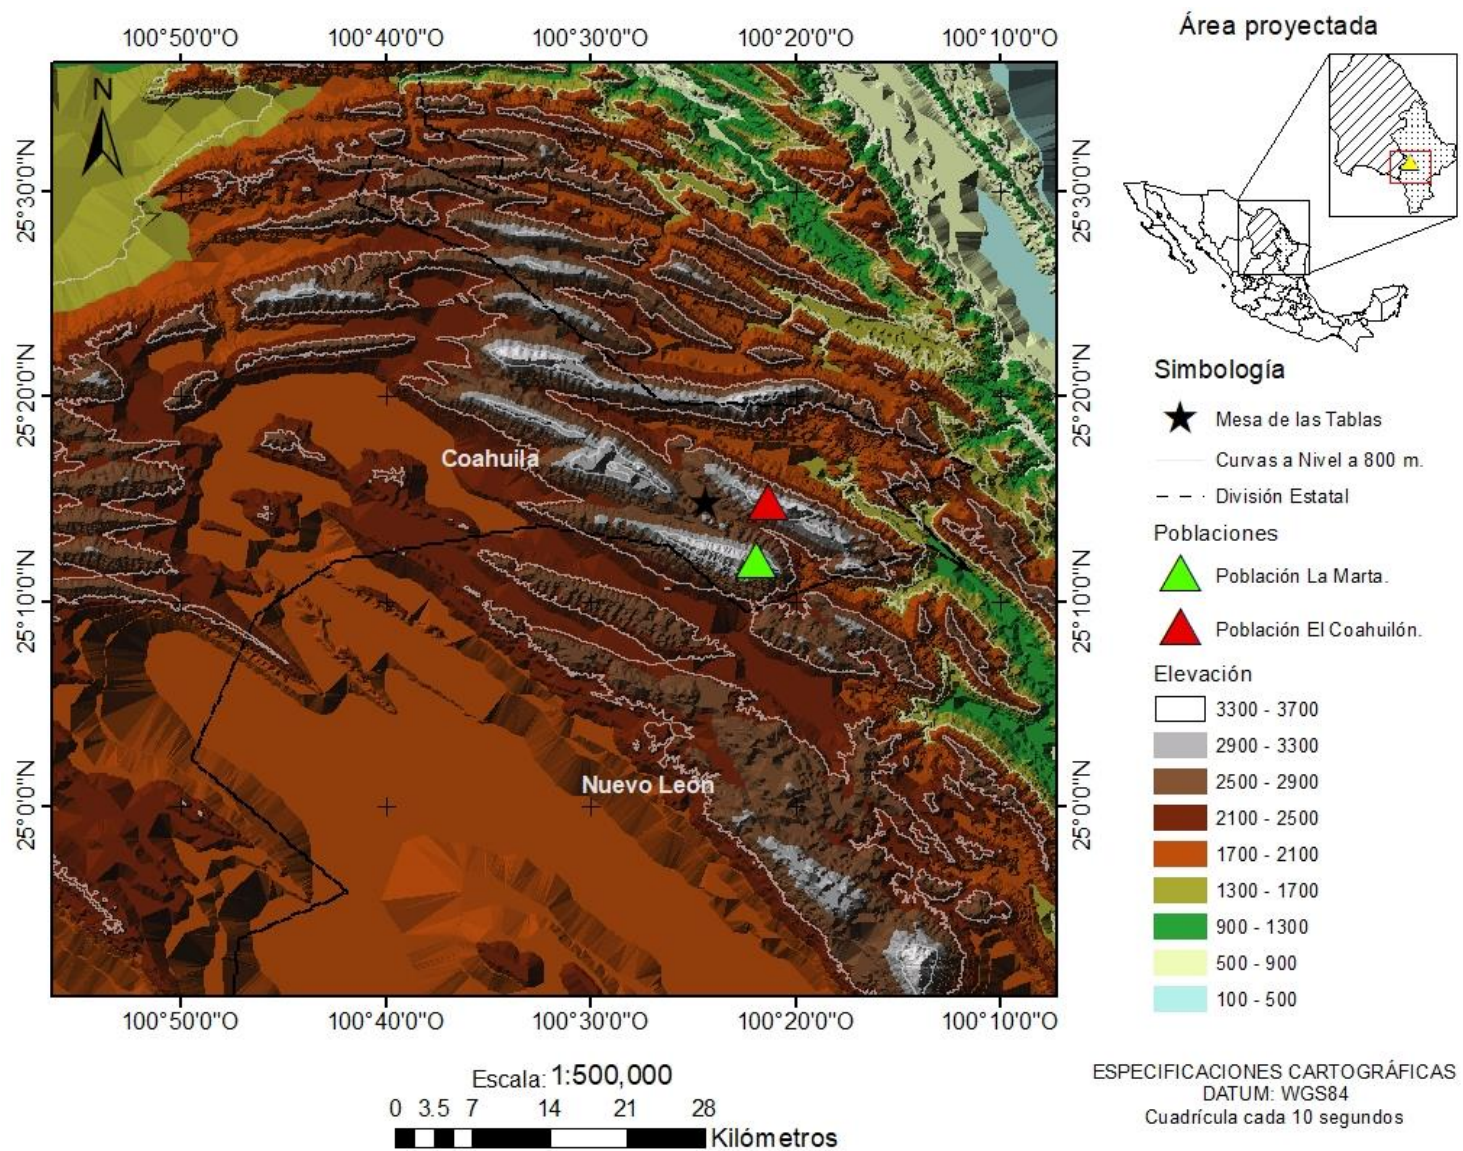 Área proyectada
100°50'0"O 100°40'0"O 100°30'0"O 100°20'0"O 100°10'0"O
N
25°30'0"N
25°20'0"N
25°10'0"N
25°0'0"N
25°30'0"N
25°20'0"N
25°10'0"N
25°0'0"N
Coahuila
Nuevo León
100°50'0"O 100°40'0"O 100°30'0"O 100°20'0"O 100°10'0"O
Simbología
Mesa de las Tablas
Curvas a Nivel a 800 m.
División Estatal
Poblaciones
Población La Marta.
Población El Coahuilón.
Elevación
3300 - 3700
2900 - 3300
2500 - 2900
2100 - 2500
1700 - 2100
1300 - 1700
900 - 1300
500 - 900
100 - 500
Escala: 1:500,000
0 3.5 7 14 21 28
Kilómetros
ESPECIFICACIONES CARTOGRÁFICAS
DATUM: WGS84
Cuadrícula cada 10 segundos